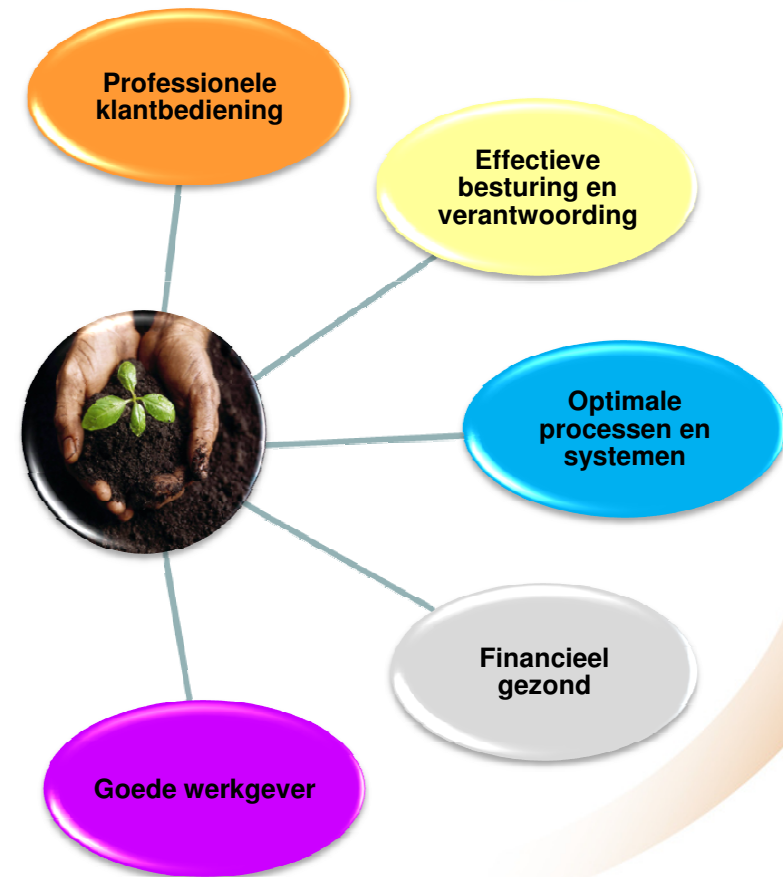 Professionele
klantbediening
Effectieve
besturing en
verantwoording
Optimale
processen en
systemen
Financieel
gezond
Goede werkgever